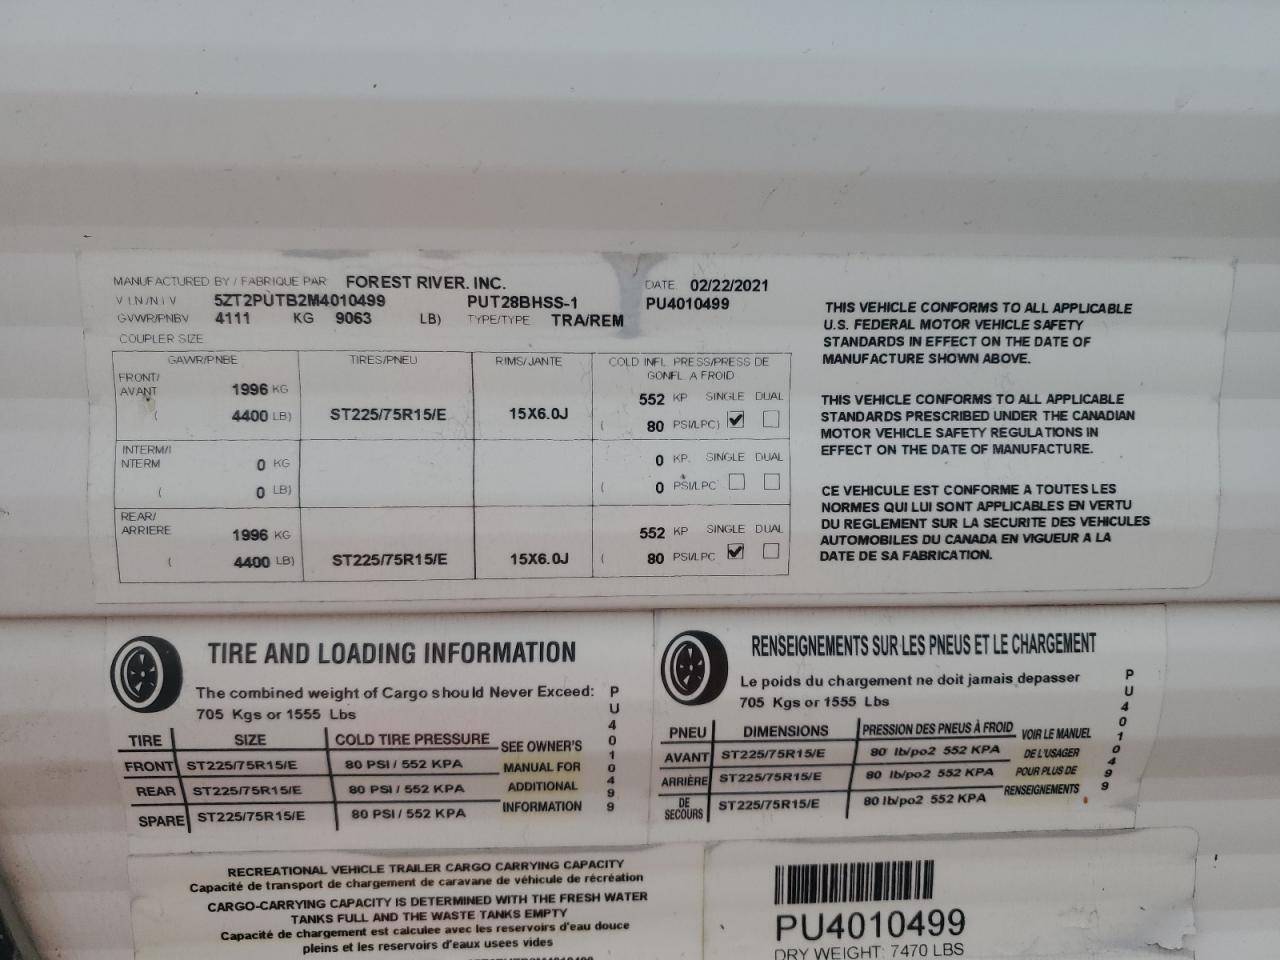 MANUFACTURED BY / FABRIQUE PAR FOREST RIVER. INC. DATE 02/22/2021
V I N / N I V 5ZT2PUTB2M4010499 PUT28BHSS-1 PU4010499
GVWR/PNBV 4111 KG 9063 LB) TYPE/TYPE TRA/REM
COUPLER SIZE
GAWR/PNBE TIRES/PNEU RIMS/JANTE COLD INFL PRESS/PRESS DE
GONFL A FROID
FRONT/
AVANT 1996 KG 552 KP SINGLE DUAL
( 4400 LB) ST225/75R15/E 15X6.0J ( 80 PSI/LPC)
INTERM/I
NTERM 0 KG 0 KP. SINGLE DUAL
( 0 LB) ( 0 PSI/LPC
REAR/
ARRIERE 1996 KG 552 KP SINGLE DUAL
( 4400 LB) ST225/75R15/E 15X6.0J ( 80 PSI/LPC
THIS VEHICLE CONFORMS TO ALL APPLICABLE
U.S. FEDERAL MOTOR VEHICLE SAFETY
STANDARDS IN EFFECT ON THE DATE OF
MANUFACTURE SHOWN ABOVE.
THIS VEHICLE CONFORMS TO ALL APPLICABLE
STANDARDS PRESCRIBED UNDER THE CANADIAN
MOTOR VEHICLE SAFETY REGULATIONS IN
EFFECT ON THE DATE OF MANUFACTURE.
CE VEHICULE EST CONFORME A TOUTES LES
NORMES QUI LUI SONT APPLICABLES EN VERTU
DU REGLEMENT SUR LA SECURITE DES VEHICULES
AUTOMOBILES DU CANADA EN VIGUEUR A LA
DATE DE SA FABRICATION.
TIRE AND LOADING INFORMATION
The combined weight of Cargo should Never Exceed:
705 Kgs or 1555 Lbs
TIRE SIZE COLD TIRE PRESSURE SEE OWNER'S
FRONT ST225/75R15/E 80 PSI / 552 KPA MANUAL FOR
REAR ST225/75R15/E 80 PSI / 552 KPA ADDITIONAL
SPARE ST225/75R15/E 80 PSI / 552 KPA INFORMATION
PU4010499
RENSEIGNEMENTS SUR LES PNEUS ET LE CHARGEMENT
Le poids du chargement ne doit jamais depasser
705 Kgs or 1555 Lbs
PNEU DIMENSIONS PRESSION DES PNEUS À FROID VOIR LE MANUEL
AVANT ST225/75R15/E 80 lb/po2 552 KPA DE L'USAGER
ARRIÈRE ST225/75R15/E 80 lb/po2 552 KPA POUR PLUS DE
DE SECOURS ST225/75R15/E 80 lb/po2 552 KPA RENSEIGNEMENTS
PU4010499
RECREATIONAL VEHICLE TRAILER CARGO CARRYING CAPACITY
Capacité de transport de chargement de caravane de véhicule de récréation
CARGO-CARRYING CAPACITY IS DETERMINED WITH THE FRESH WATER
TANKS FULL AND THE WASTE TANKS EMPTY
Capacité de chargement est calculee avec les reservoirs d'eau douce
pleins et les reservoirs d'eaux usees vides
PU4010499
DRY WEIGHT: 7470 LBS